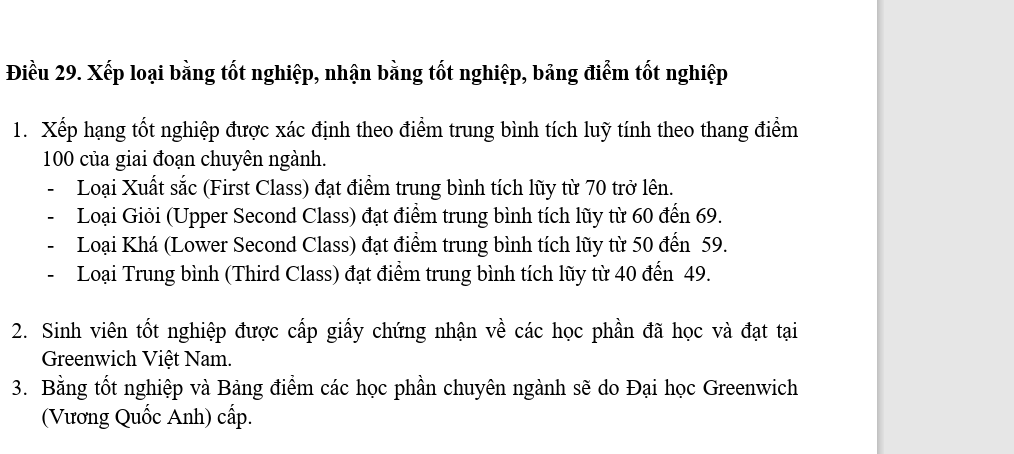 Điều 29. Xếp loại bằng tốt nghiệp, nhận bằng tốt nghiệp, bảng điểm tốt nghiệp
1. Xếp hạng tốt nghiệp được xác định theo điểm trung bình tích luỹ tính theo thang điểm
100 của giai đoạn chuyên ngành.
- Loại Xuất sắc (First Class) đạt điểm trung bình tích lũy từ 70 trở lên.
- Loại Giỏi (Upper Second Class) đạt điểm trung bình tích lũy từ 60 đến 69.
- Loại Khá (Lower Second Class) đạt điểm trung bình tích lũy từ 50 đến 59.
- Loại Trung bình (Third Class) đạt điểm trung bình tích lũy từ 40 đến 49.
2. Sinh viên tốt nghiệp được cấp giấy chứng nhận về các học phần đã học và đạt tại
Greenwich Việt Nam.
3. Bằng tốt nghiệp và Bảng điểm các học phần chuyên ngành sẽ do Đại học Greenwich
(Vương Quốc Anh) cấp.